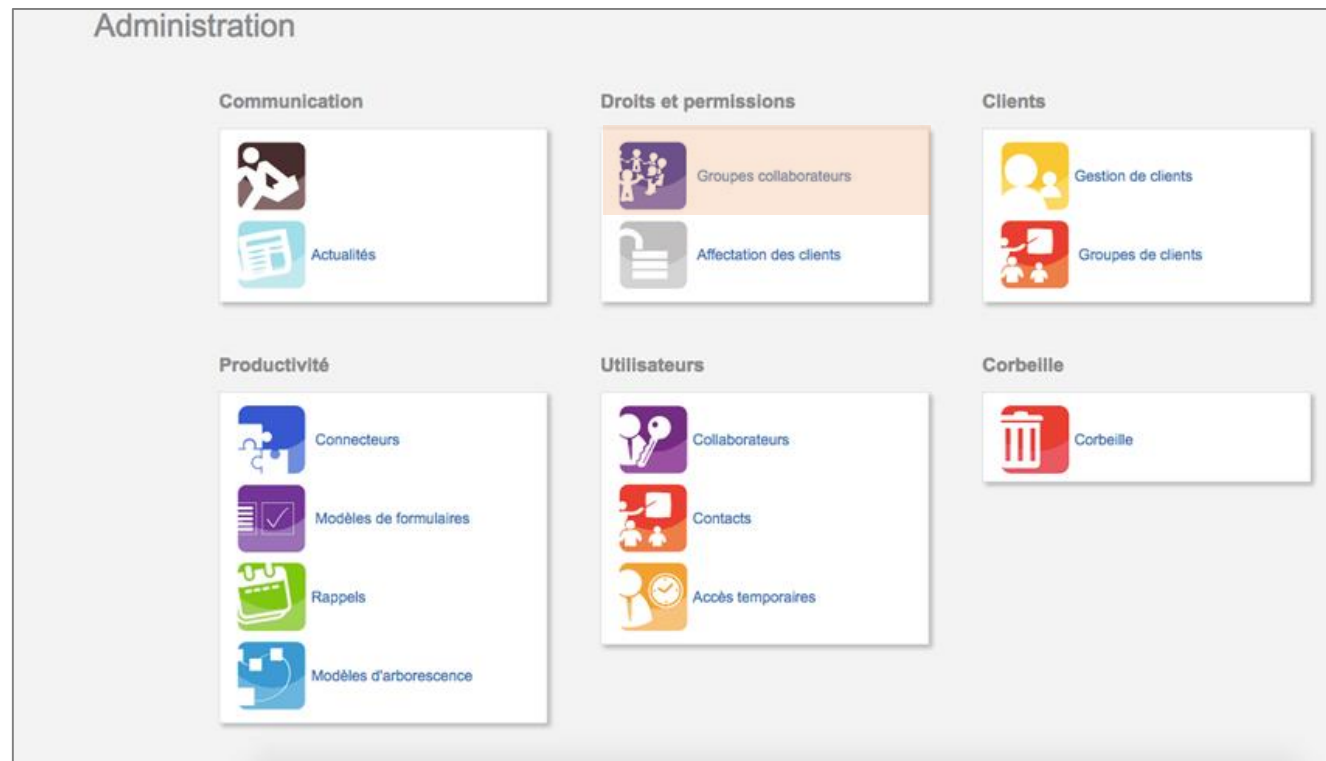 Administration
Communication
Actualités
Droits et permissions
Groupes collaborateurs
Affectation des clients
Clients
Gestion de clients
Groupes de clients
Productivité
Connecteurs
Modèles de formulaires
Rappels
Modèles d'arborescence
Utilisateurs
Collaborateurs
Contacts
Accès temporaires
Corbeille
Corbeille